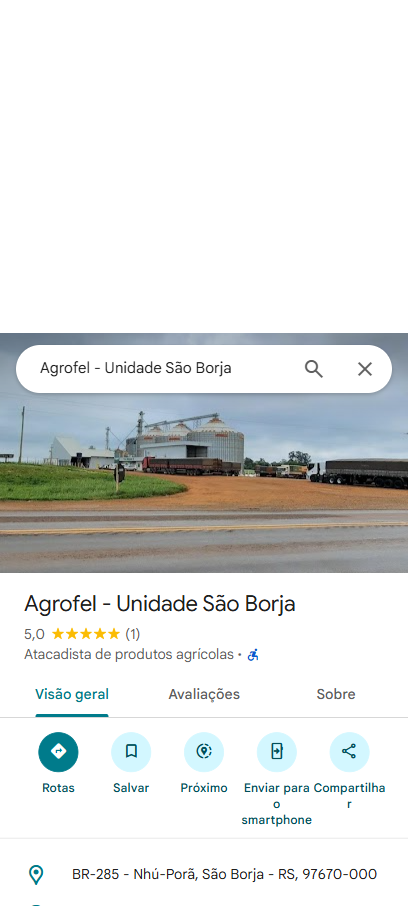 Agrofel - Unidade São Borja
Agrofel - Unidade São Borja
5,0 (1)
Atacadista de produtos agrícolas ·
Visão geral Avaliações Sobre
Rotas Salvar Próximo Enviar para o smartphone Compartilhar
BR-285 - Nhú-Porã, São Borja - RS, 97670-000